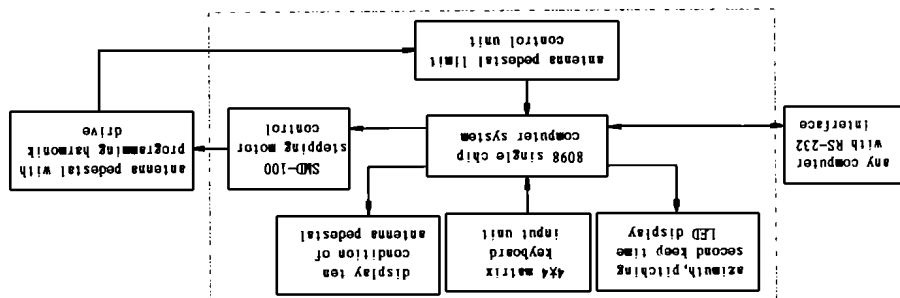 azimuth,pitching
second keep time
LED display
4X4 matrix
keyboard
input unit
display ten
condition of
antenna pedestal
any computer
with RS-232
interface
8098 single chip
computer system
SMD-100
stepping motor
control
antenna pedestal with
programming harmonik
drive
antenna pedestal limit
control unit